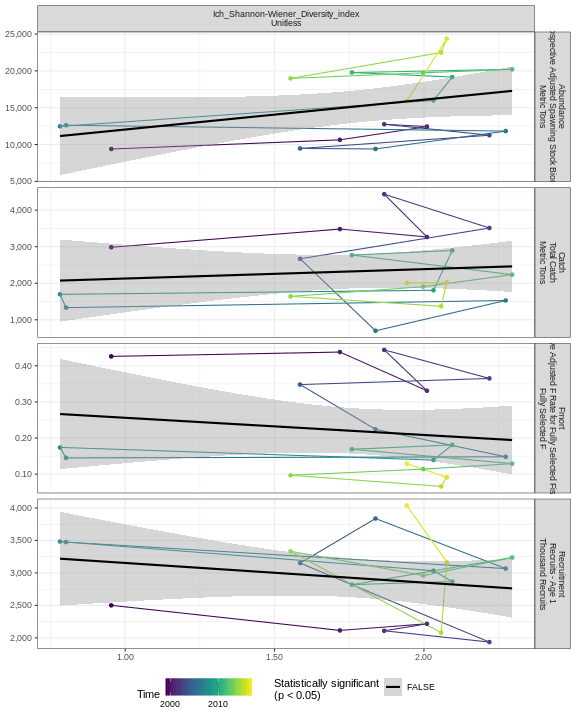 Ich_Shannon-Wiener_Diversity_index
Unitless
25,000
20,000
15,000
10,000
5,000
Abundance
Adjusted Spawning Stock
Metric Tons
4,000
3,000
2,000
1,000
Catch
Total Catch
Metric Tons
0.40
0.30
0.20
0.10
Fmort
Adjusted F Rate for Fully Selected
Fully Selected F
4,000
3,500
3,000
2,500
2,000
Recruitment
Recruits - Age 1
Thousand Recruits
1.00
1.50
2.00
Time
2000
2010
Statistically significant
(p < 0.05)
FALSE